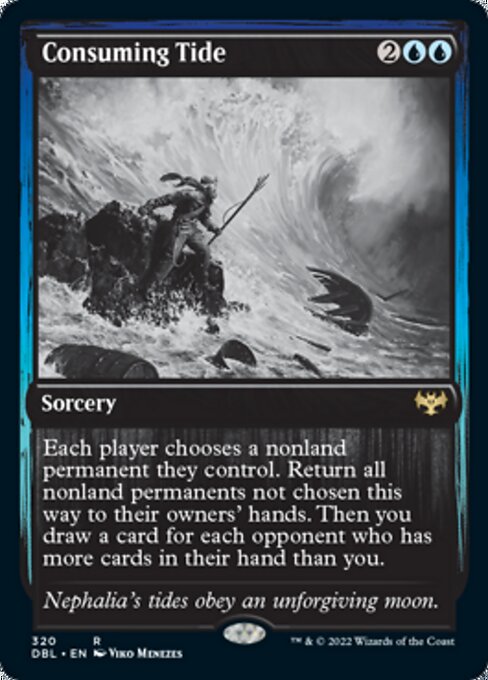 Consuming Tide 2
Sorcery
Each player chooses a nonland
permanent they control. Return all
nonland permanents not chosen this
way to their owners' hands. Then you
draw a card for each opponent who has
more cards in their hand than you.
Nephalia's tides obey an unforgiving moon.
320 R
DBL • EN Viko Menezes
™ & © 2022 Wizards of the Coast